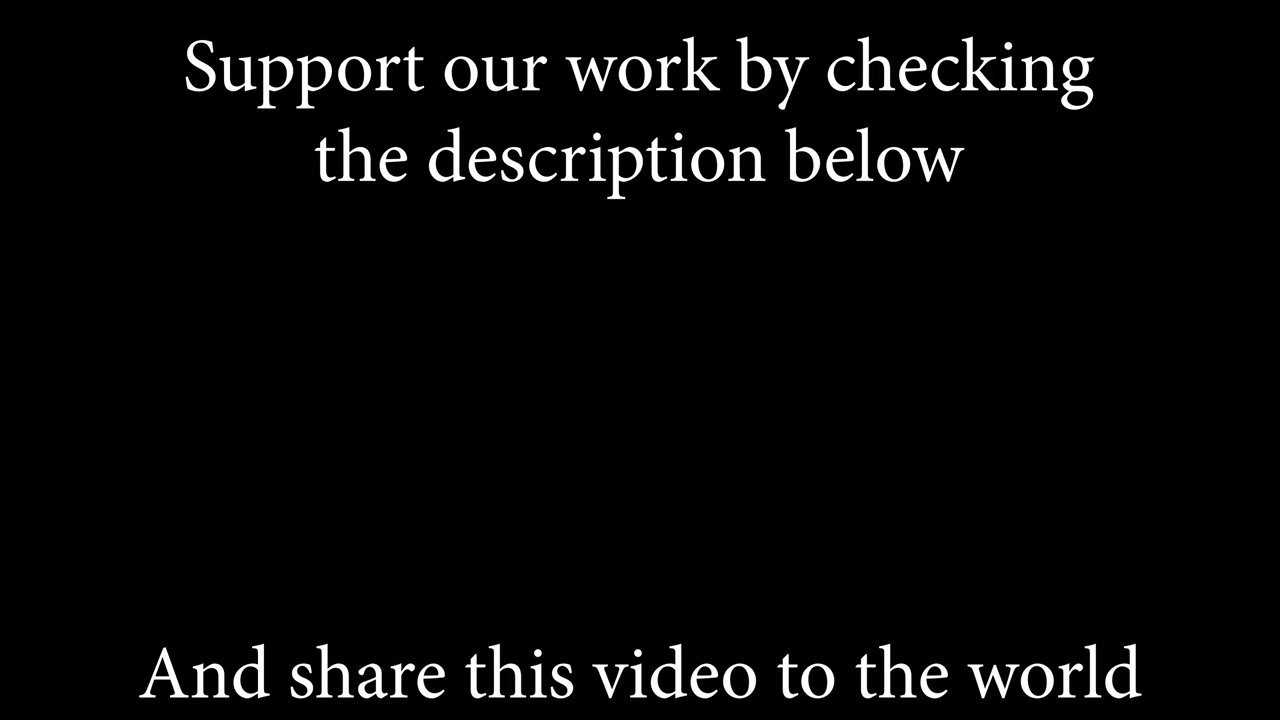 Support our work by checking
the description below
And share this video to the world